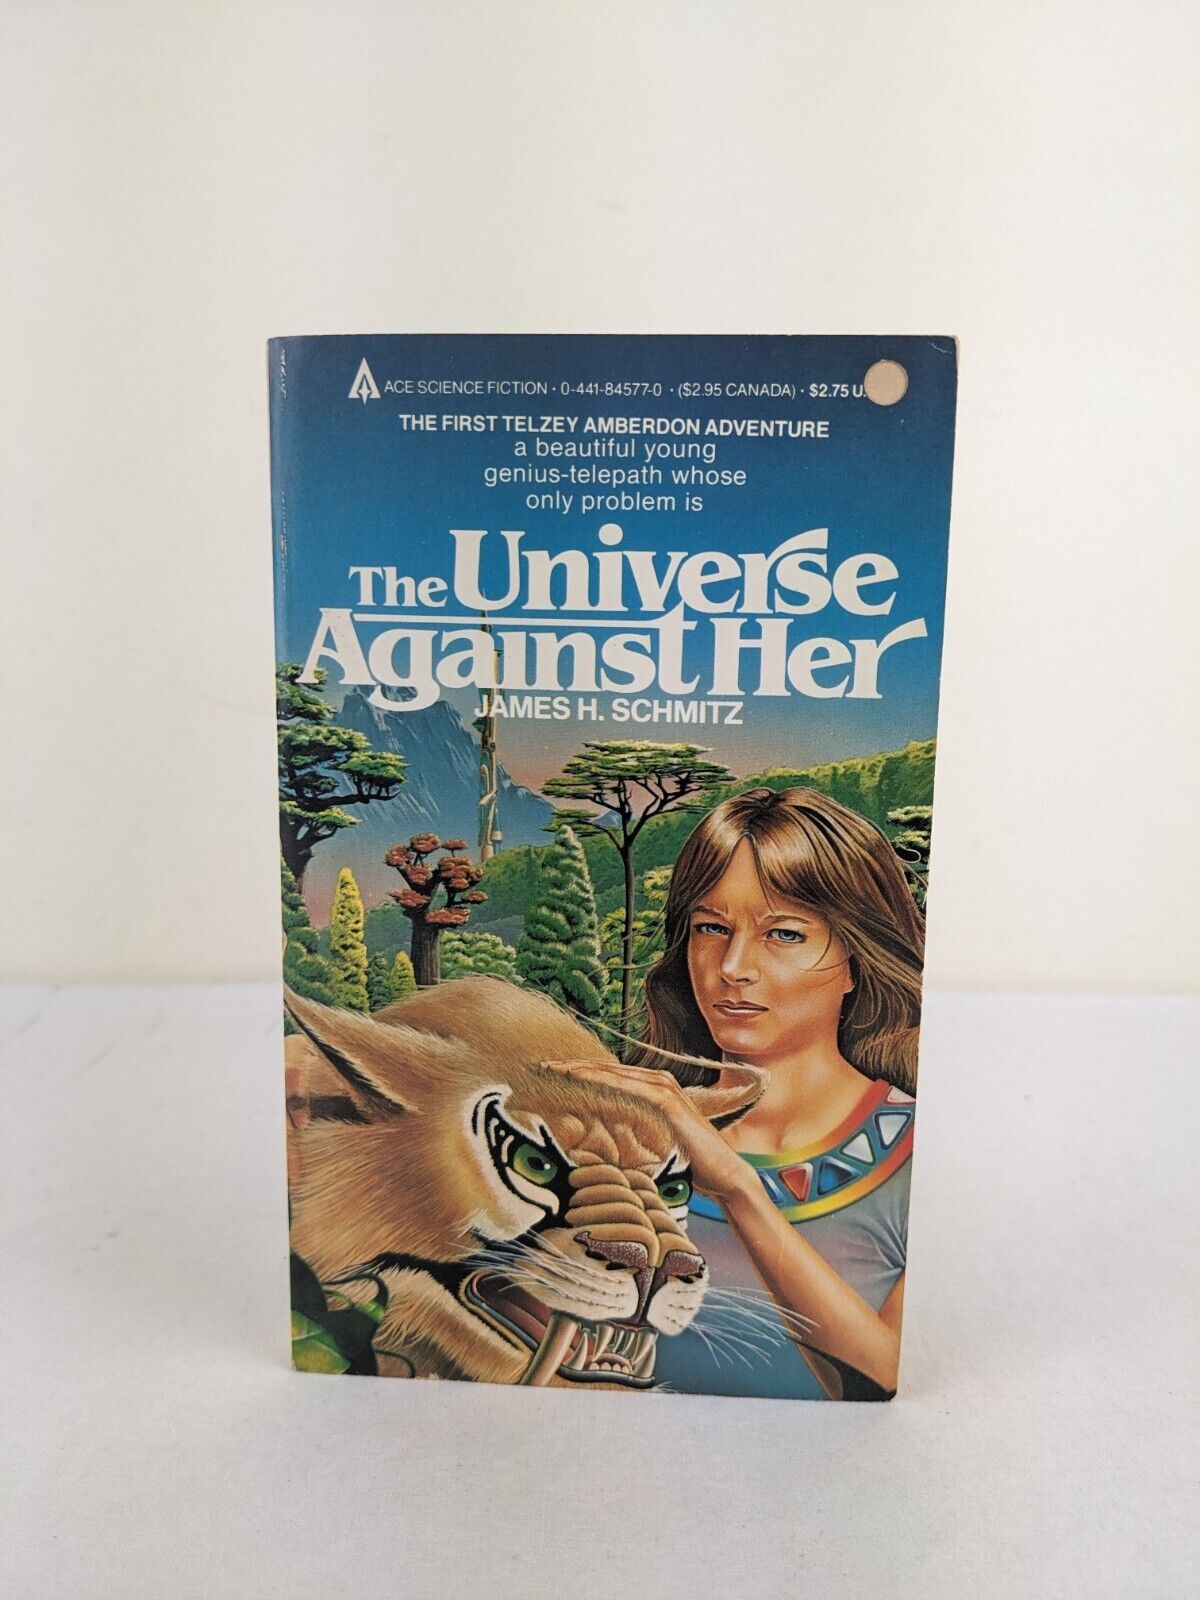 ACE SCIENCE FICTION • 0-441-84577-0 • ($2.95 CANADA) • $2.75 U.
THE FIRST TELZEY AMBERDON ADVENTURE
a beautiful young
genius-telepath whose
only problem is
The Universe
Against Her
JAMES H. SCHMITZ